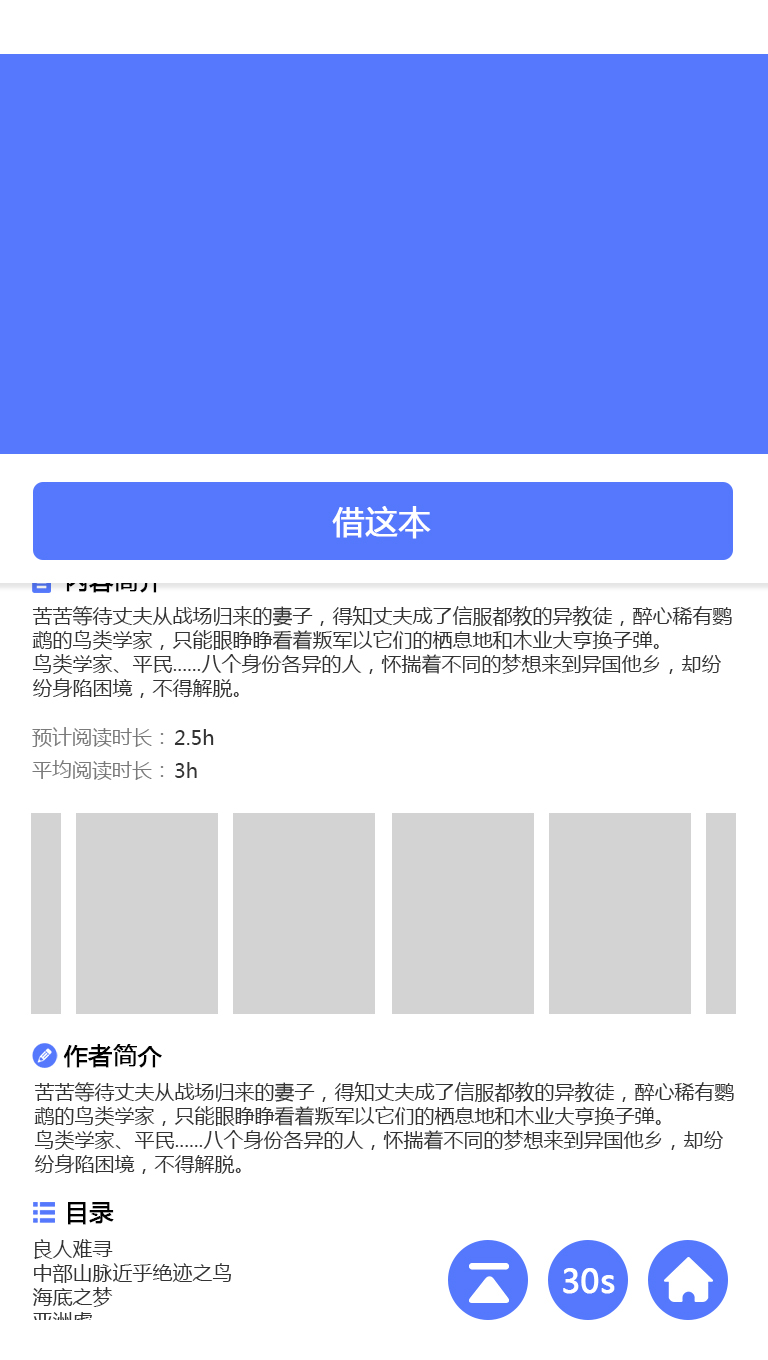 借这本
内容简介
苦苦等待丈夫从战场归来的妻子，得知丈夫成了信服都教的异教徒，醉心稀有鹦
鹉的鸟类学家，只能眼睁睁看着叛军以它们的栖息地和木业大亨换子弹。
鸟类学家、平民......八个身份各异的人，怀揣着不同的梦想来到异国他乡，却纷
纷身陷困境，不得解脱。
预计阅读时长：2.5h
平均阅读时长：3h
作者简介
苦苦等待丈夫从战场归来的妻子，得知丈夫成了信服都教的异教徒，醉心稀有鹦
鹉的鸟类学家，只能眼睁睁看着叛军以它们的栖息地和木业大亨换子弹。
鸟类学家、平民......八个身份各异的人，怀揣着不同的梦想来到异国他乡，却纷
纷身陷困境，不得解脱。
目录
良人难寻
中部山脉近乎绝迹之鸟
海底之梦
亚洲虎
30s